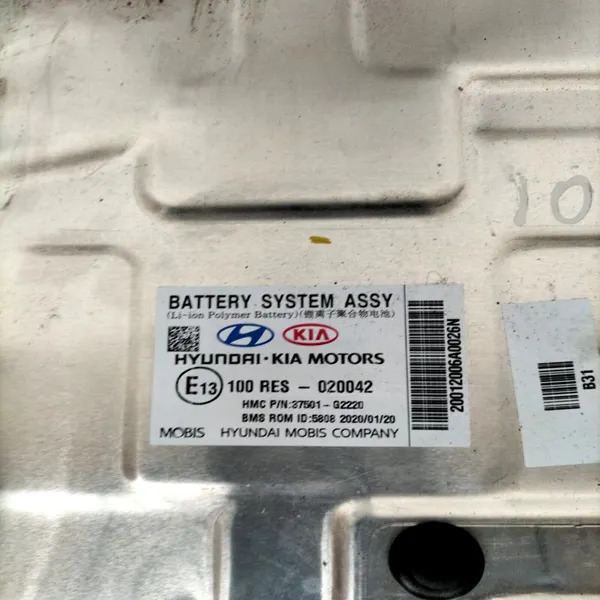 10
BATTERY SYSTEM ASSY
(Li-ion Polymer Battery)(锂离子聚合物电池)
KIA
HYUNDAI·KIA MOTORS
E13 100 RES - 020042
HMC P/N:37501-G2220
BMS ROM ID:5808 2020/01/20
MOBIS HYUNDAI MOBIS COMPANY
20012006A0026N
B31